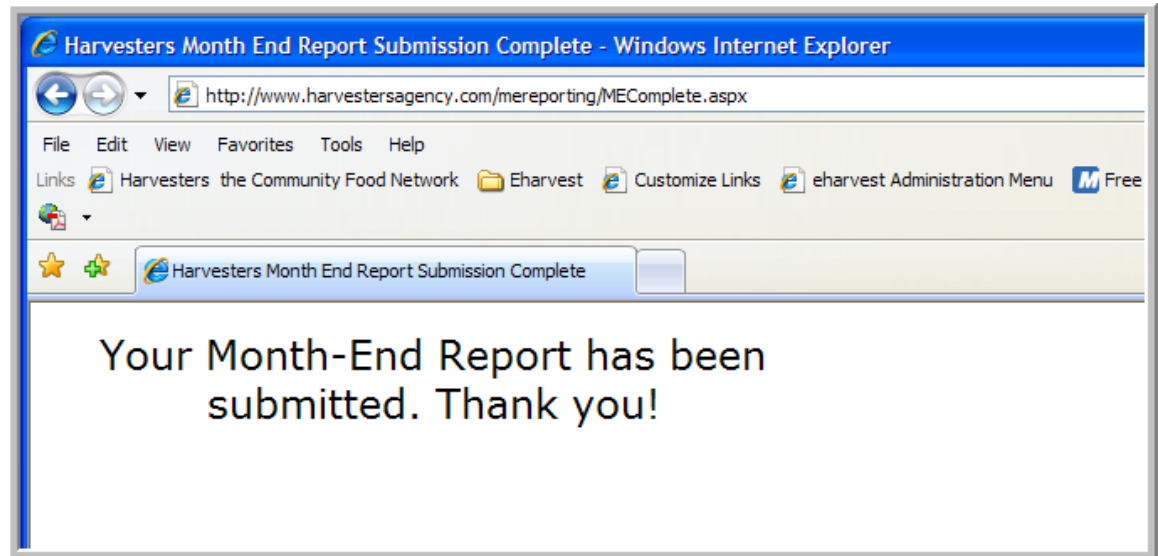 Harvesters Month End Report Submission Complete - Windows Internet Explorer
http://www.harvestersagency.com/mereporting/MEComplete.aspx
File Edit View Favorites Tools Help
Links Harvesters the Community Food Network Eharvest Customize Links eharvest Administration Menu M Free
Harvesters Month End Report Submission Complete
Your Month-End Report has been
submitted. Thank you!